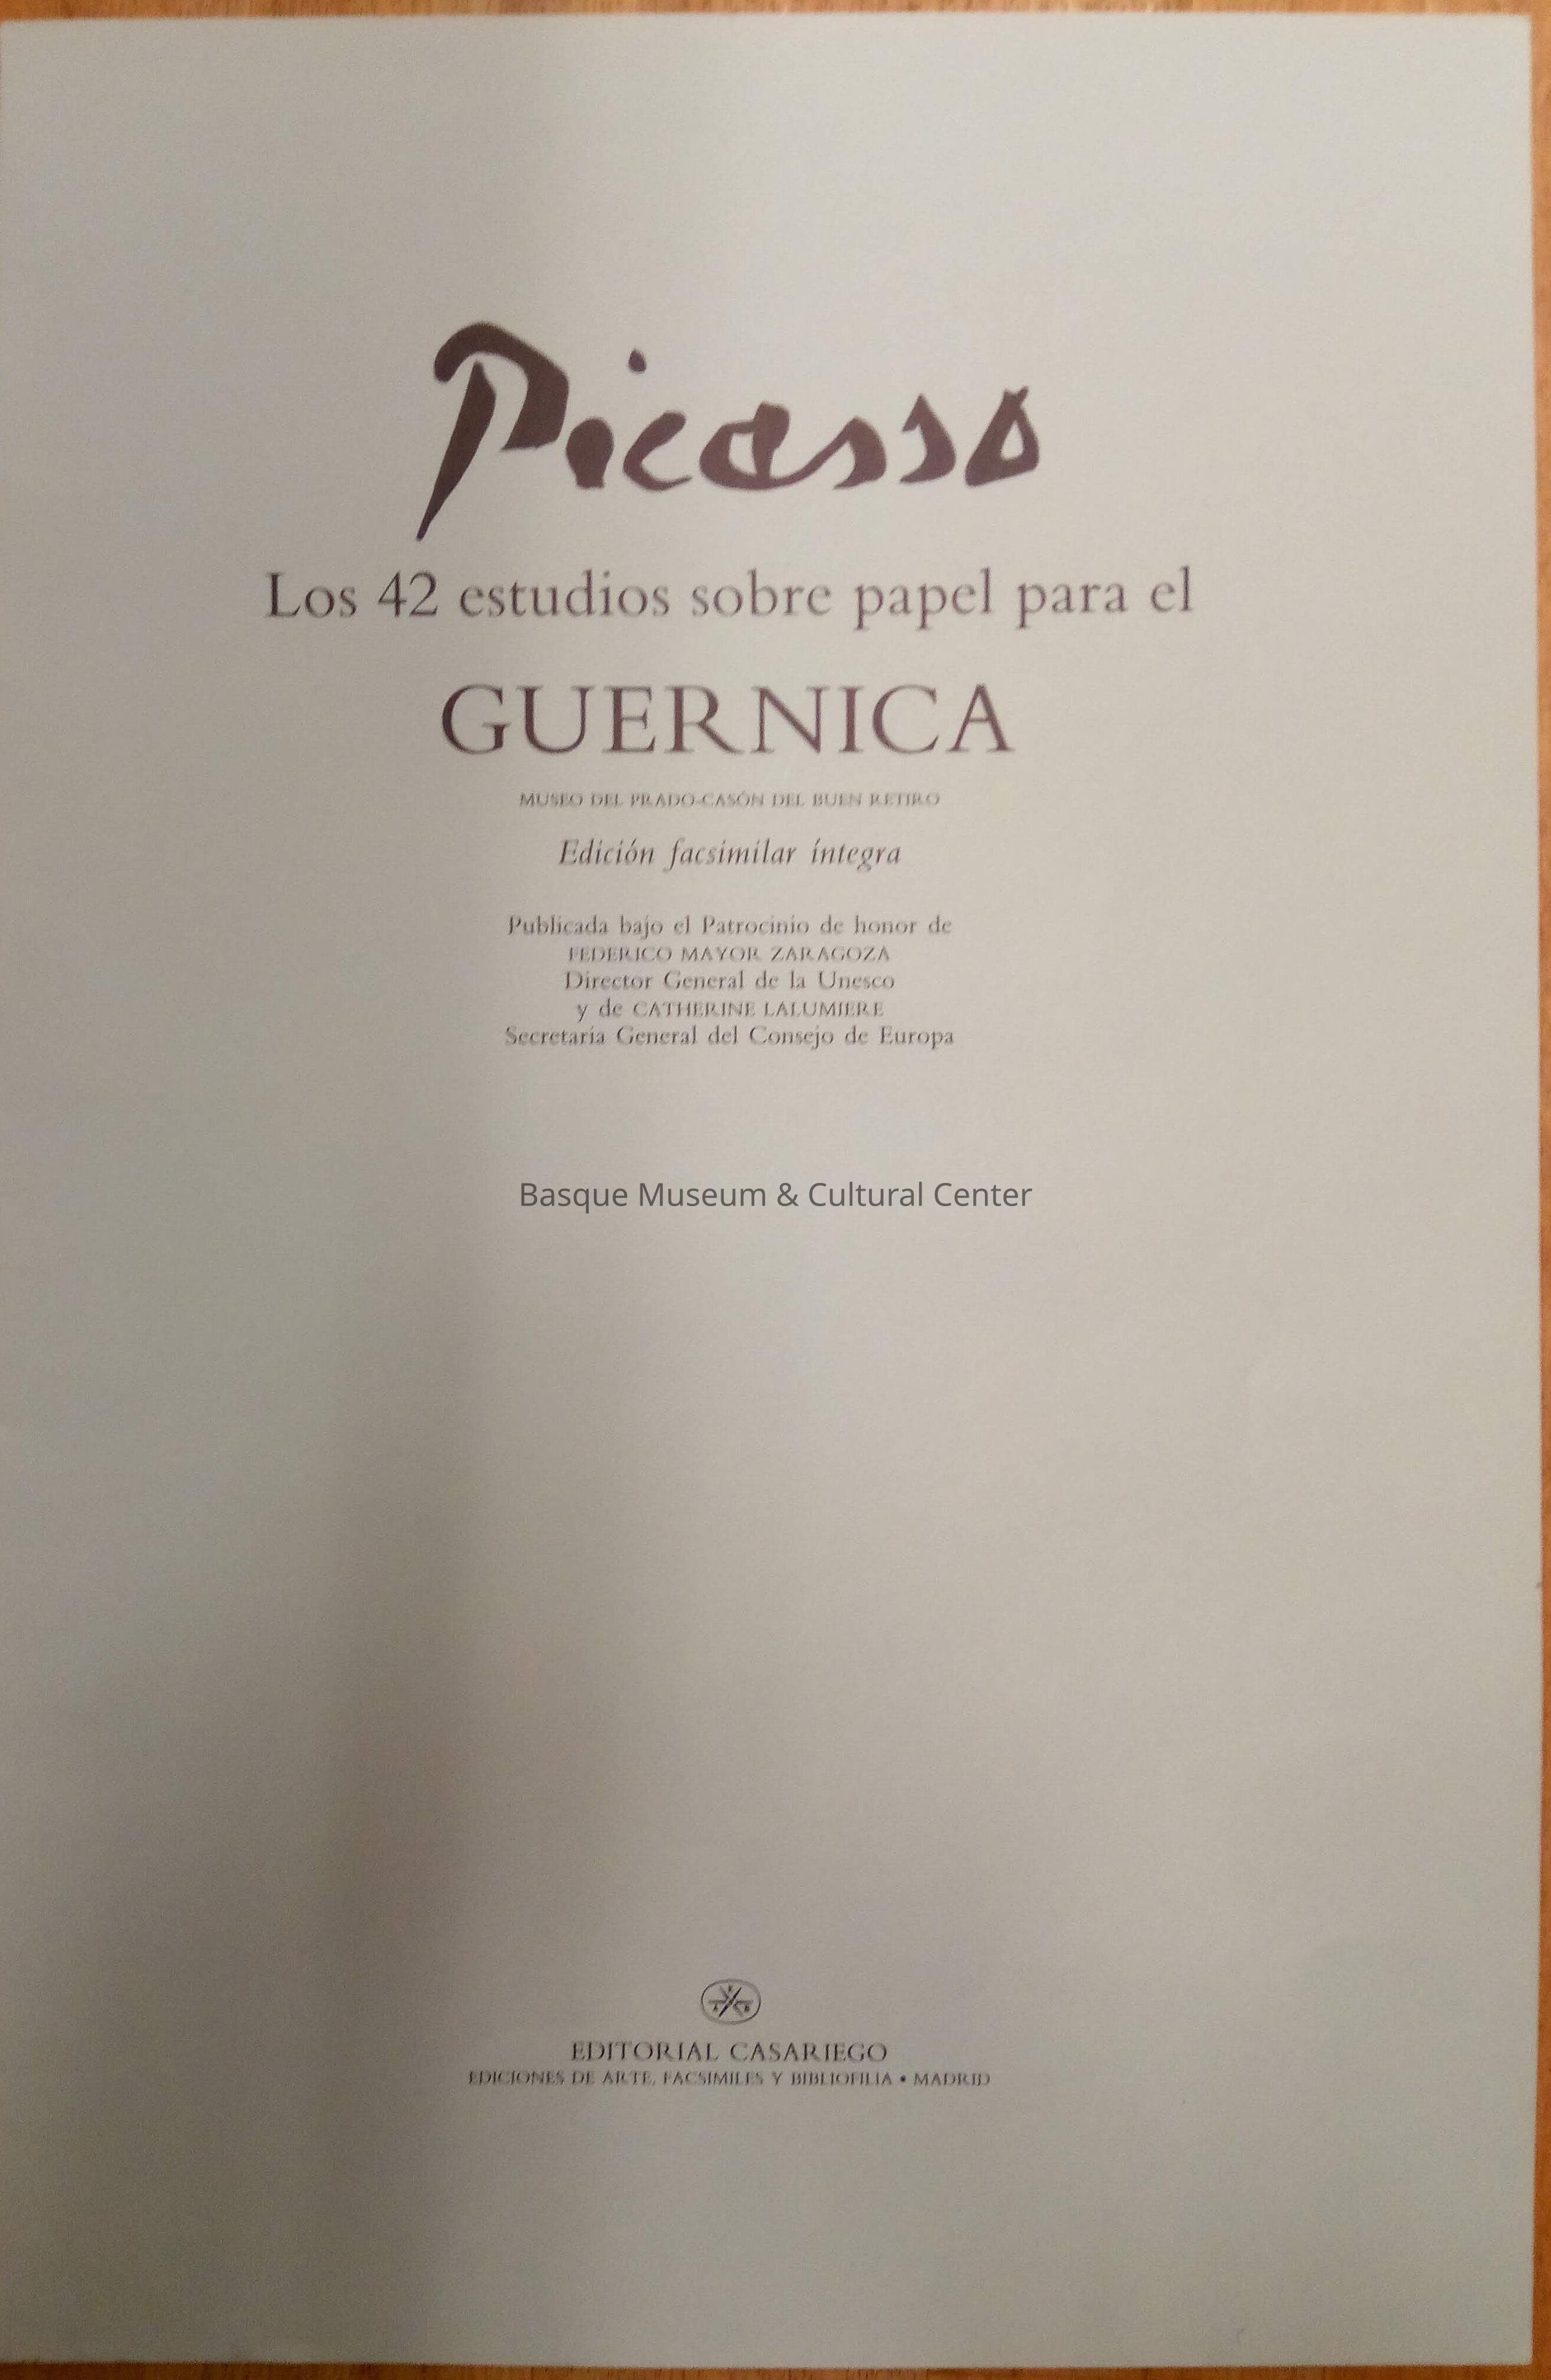 Picasso
Los 42 estudios sobre papel para el
GUERNICA
MUSEO DEL PRADO-CASÓN DEL BUEN RETIRO
Edición facsimilar íntegra
Publicada bajo el Patrocinio de honor de
FEDERICO MAYOR ZARAGOZA
Director General de la Unesco
y de CATHERINE LALUMIERE
Secretaria General del Consejo de Europa
Basque Museum & Cultural Center
EDITORIAL CASARIEGO
EDICIONES DE ARTE, FACSIMILES Y BIBLIOFILIA • MADRID